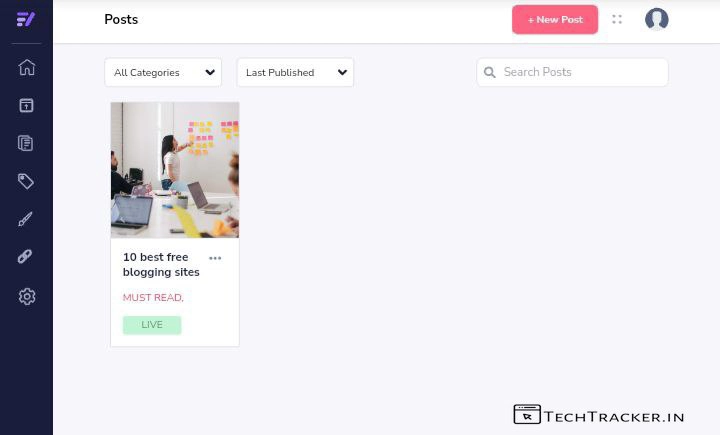 Posts
+ New Post
All Categories
Last Published
Search Posts
10 best free
blogging sites
MUST READ,
LIVE
TECHTRACKER.IN